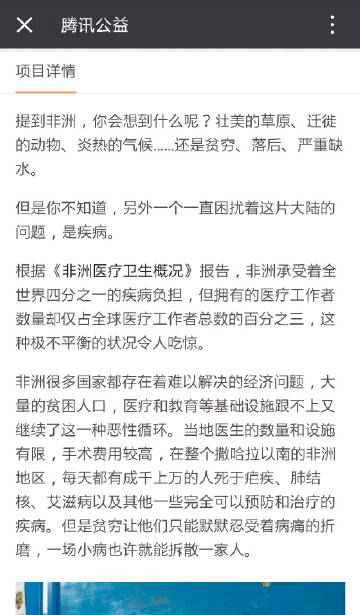 腾讯公益
项目详情
提到非洲，你会想到什么呢？壮美的草原、迁徙
的动物、炎热的气候......还是贫穷、落后、严重缺
水。
但是你不知道，另外一个一直困扰着这片大陆的
问题，是疾病。
根据《非洲医疗卫生概况》报告，非洲承受着全
世界四分之一的疾病负担，但拥有的医疗工作者
数量却仅占全球医疗工作者总数的百分之三，这
种极不平衡的状况令人吃惊。
非洲很多国家都存在着难以解决的经济问题，大
量的贫困人口，医疗和教育等基础设施跟不上又
继续了这一种恶性循环。当地医生的数量和设施
有限，手术费用较高，在整个撒哈拉以南的非洲
地区，每天都有成千上万的人死于疟疾、肺结
核、艾滋病以及其他一些完全可以预防和治疗的
疾病。但是贫穷让他们只能默默忍受着病痛的折
磨，一场小病也许就能拆散一家人。